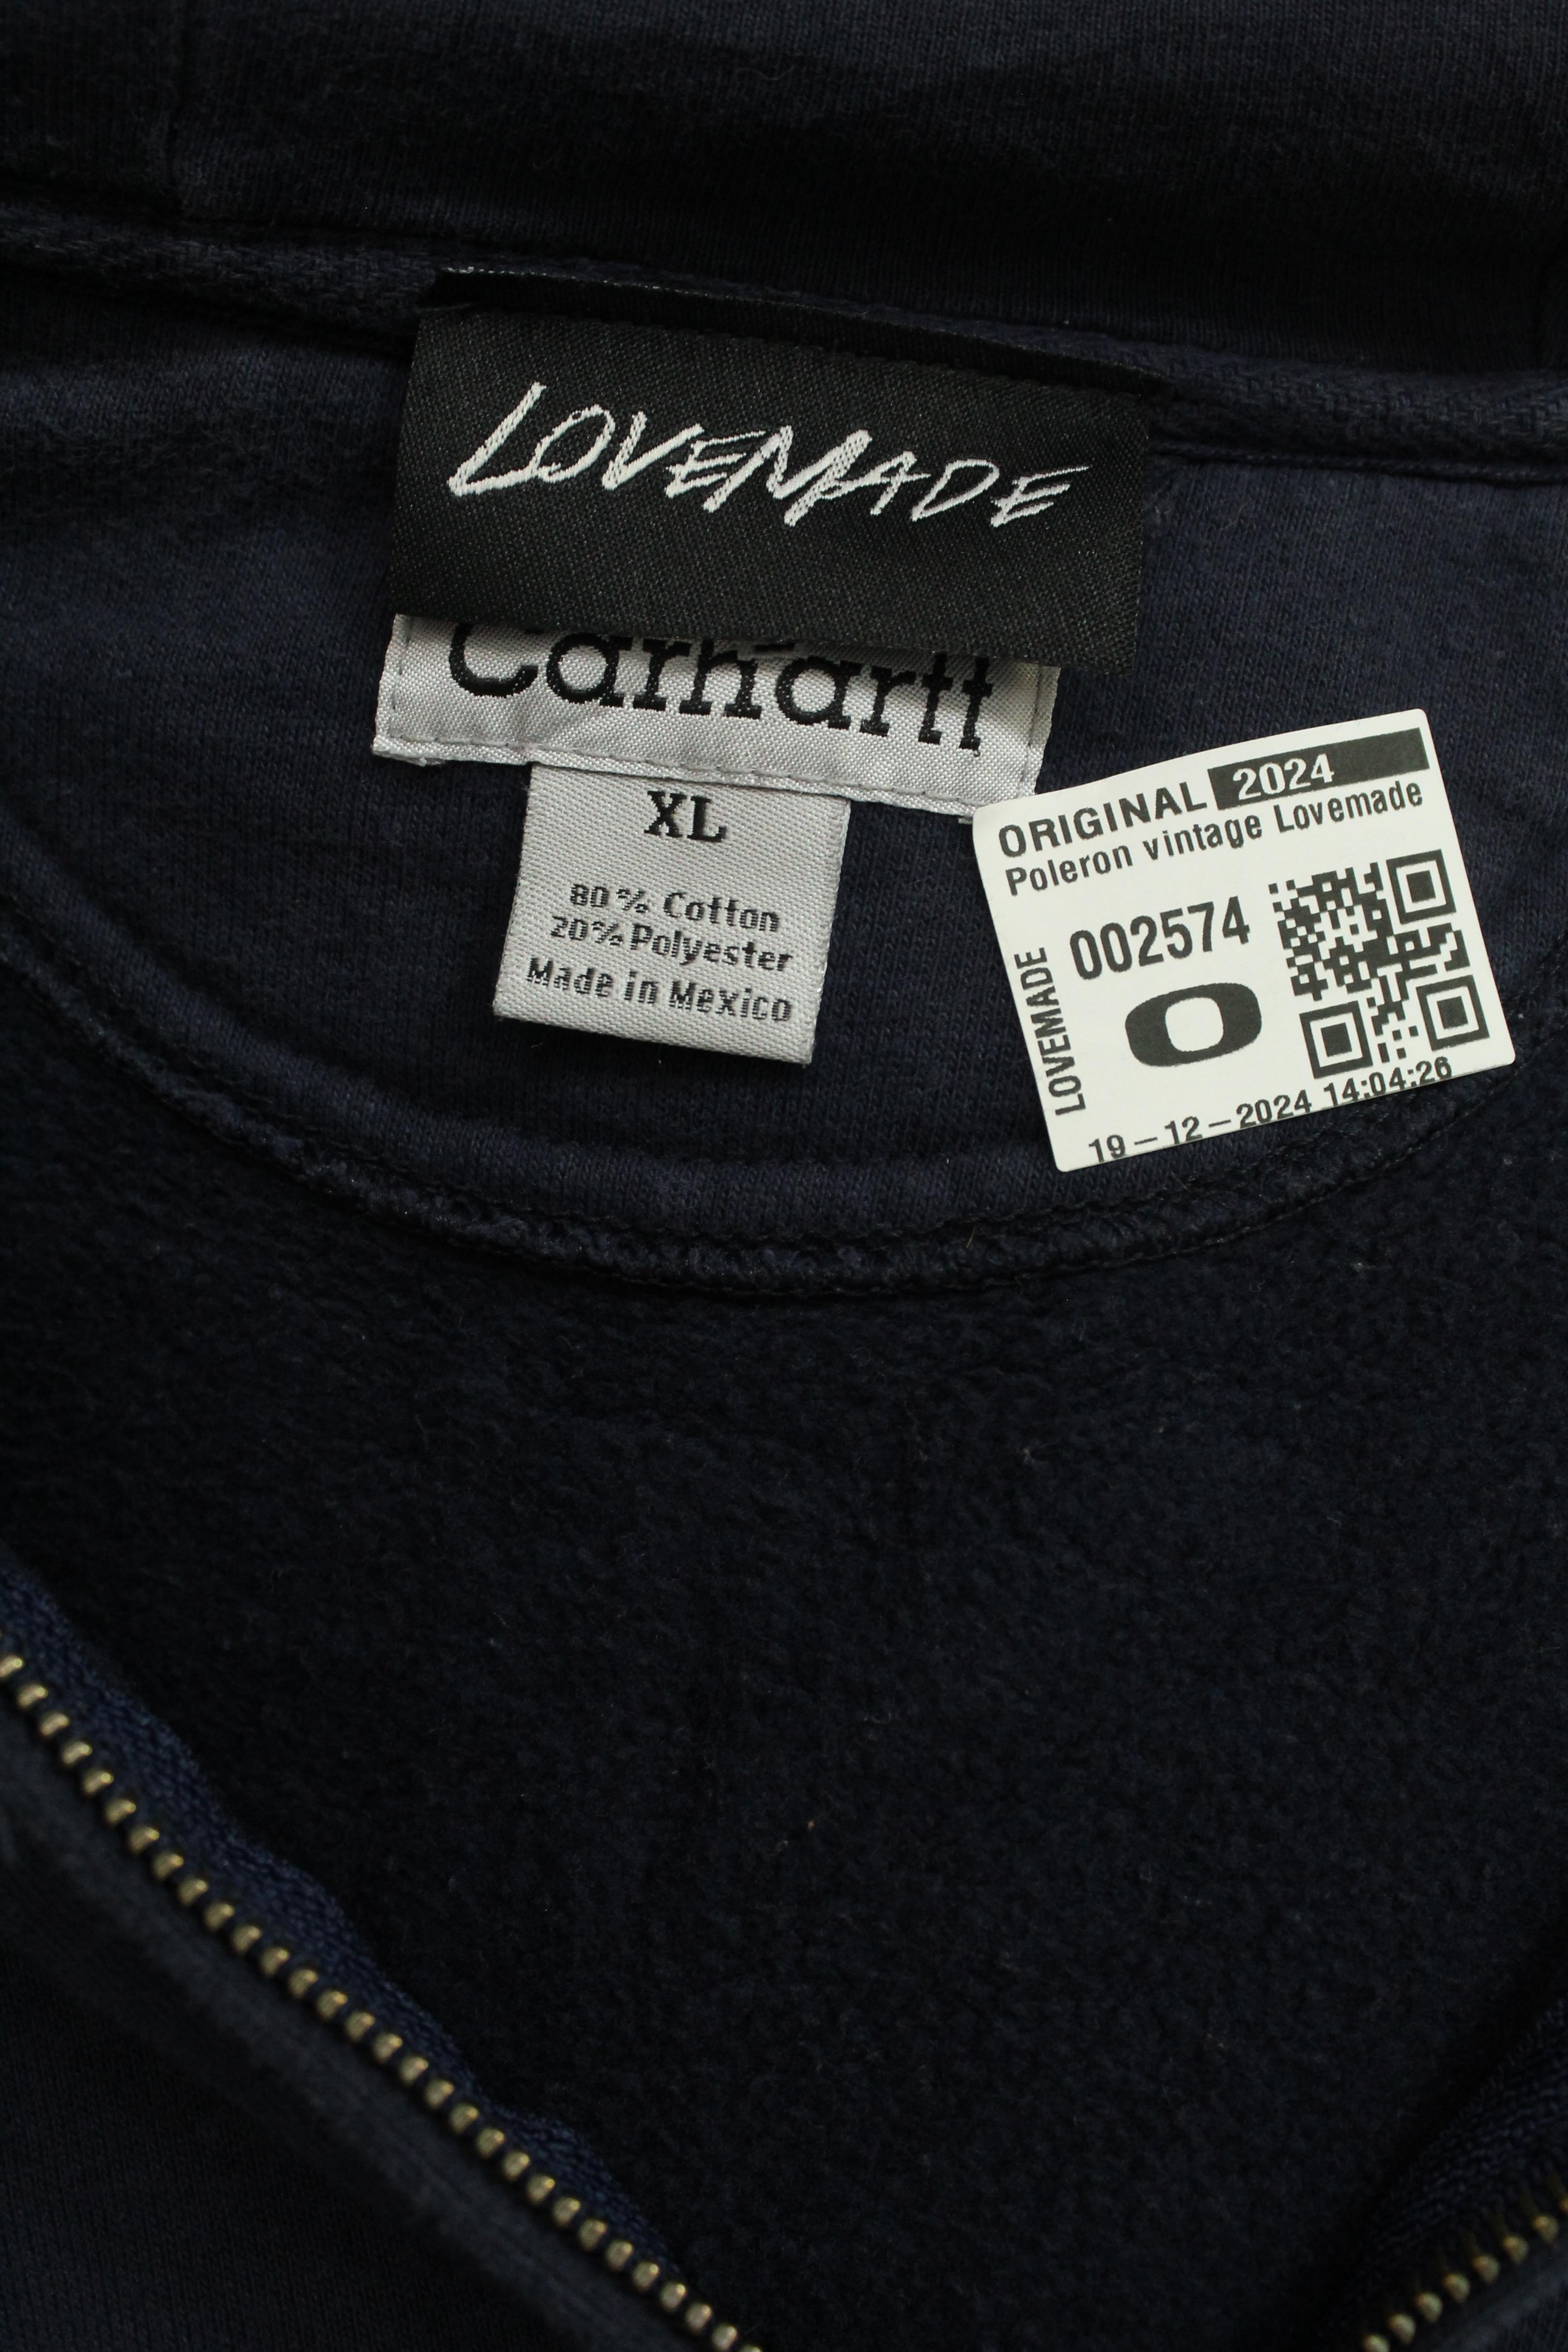 LOVEMADE
Carhartt
XL
80% Cotton
20% Polyester
Made in Mexico
ORIGINAL 2024
Poleron vintage Lovemade
002574
LOVEMADE
19-12-2024 14:04:26